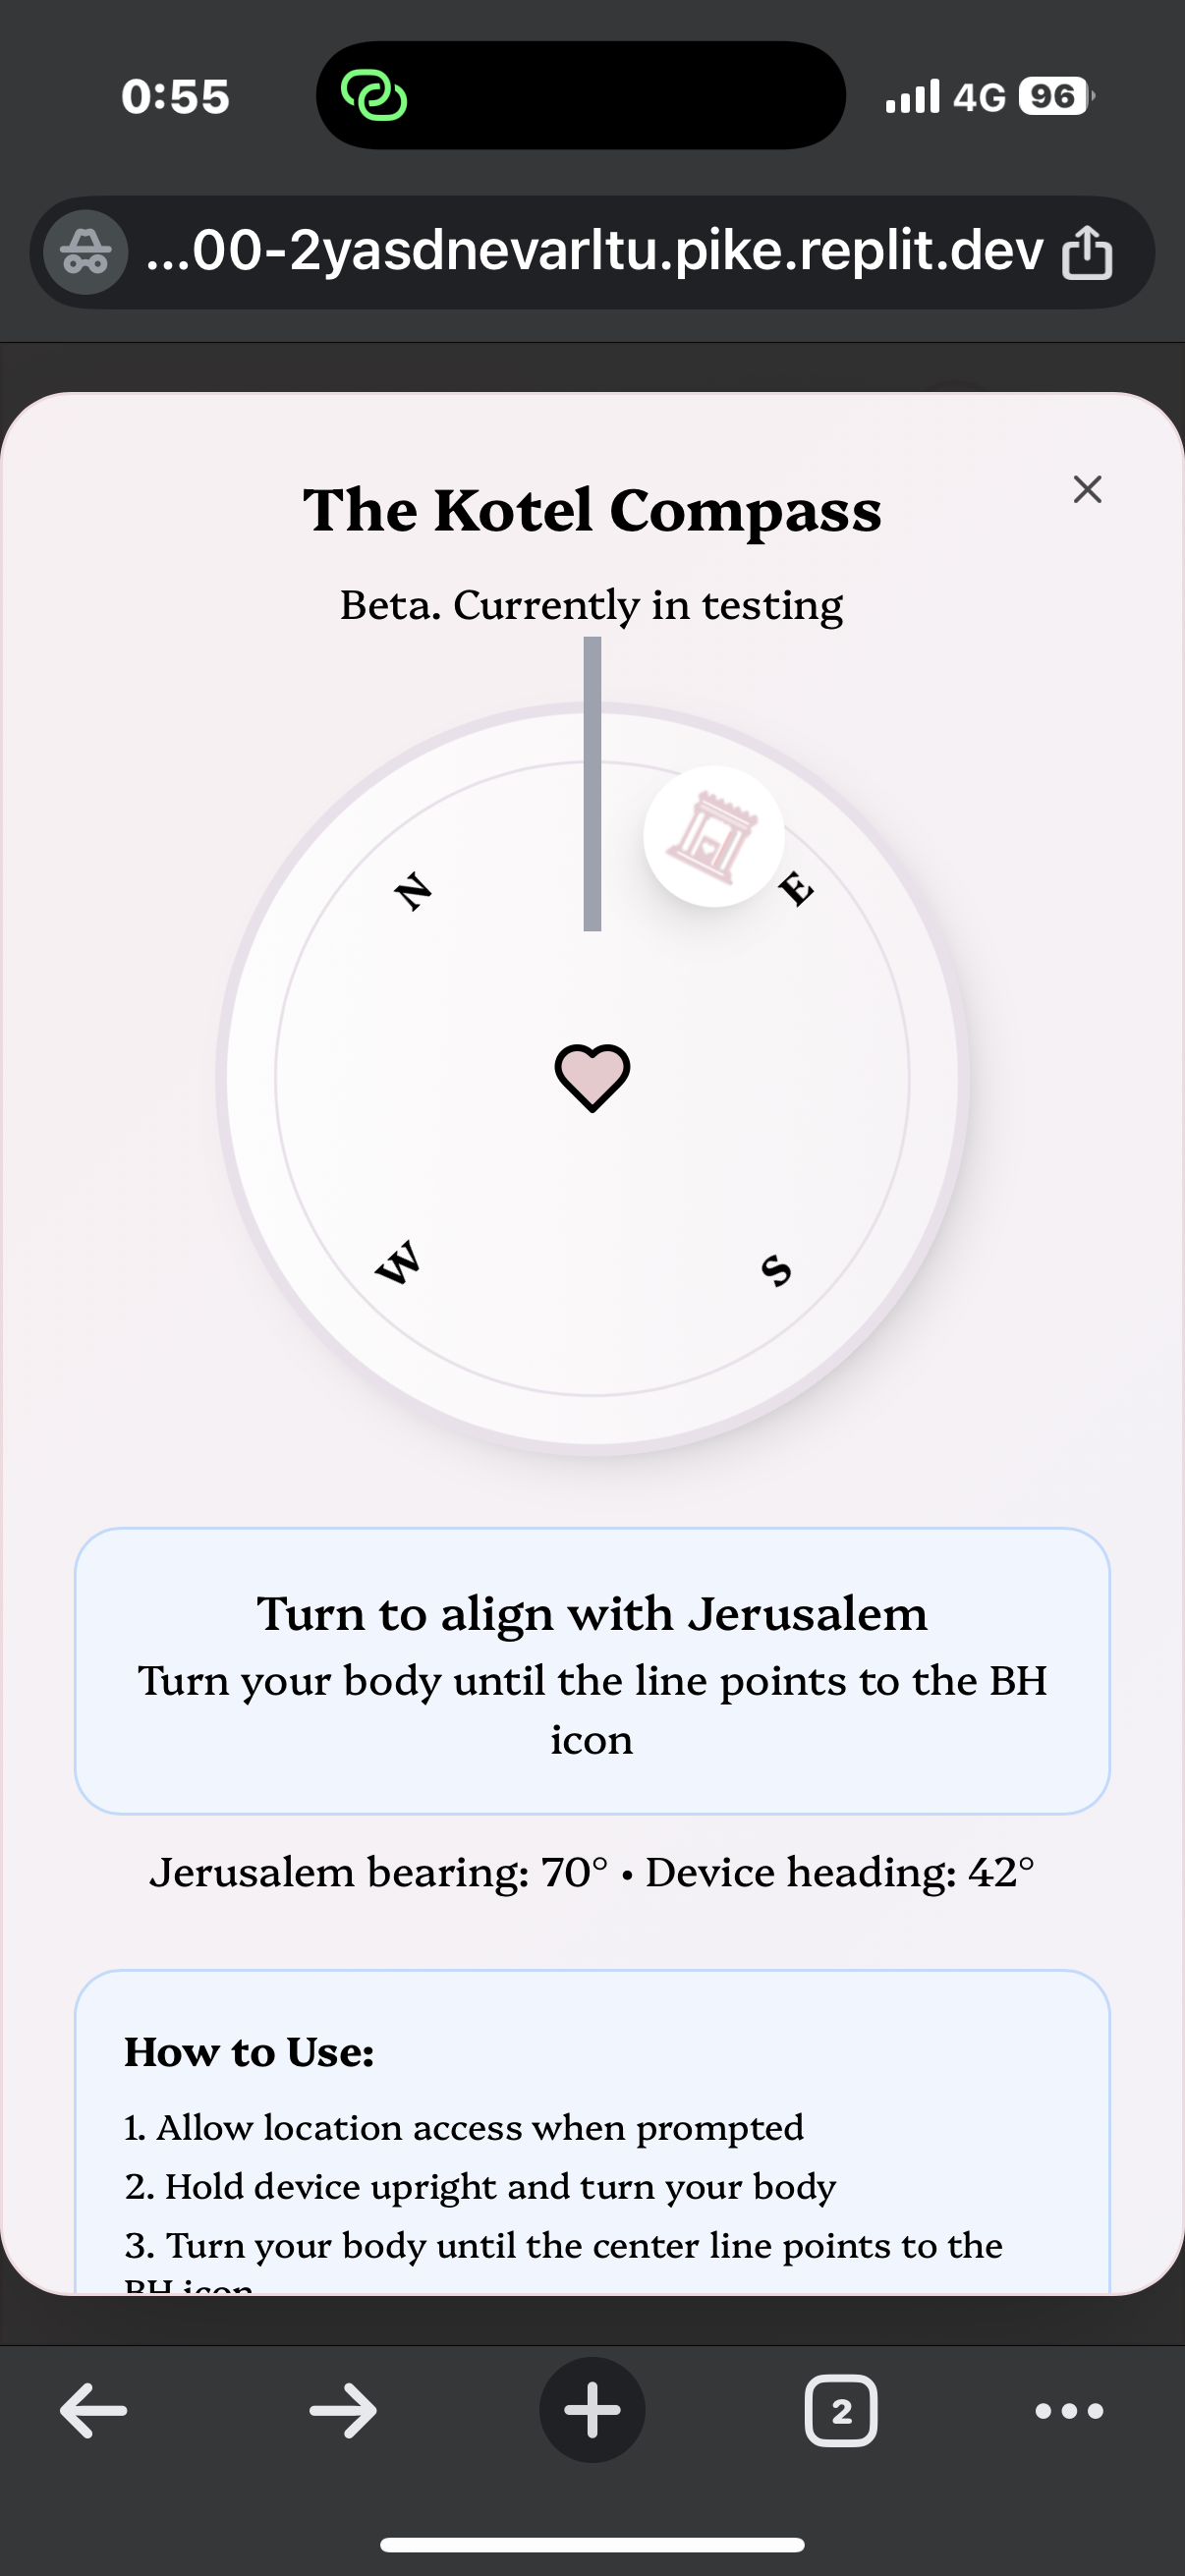 0:55
4G 96
...00-2yasdnevarltu.pike.replit.dev
The Kotel Compass
Beta. Currently in testing
N
E
W
S
Turn to align with Jerusalem
Turn your body until the line points to the BH
icon
Jerusalem bearing: 70° • Device heading: 42°
How to Use:
1. Allow location access when prompted
2. Hold device upright and turn your body
3. Turn your body until the center line points to the
BH icon
2